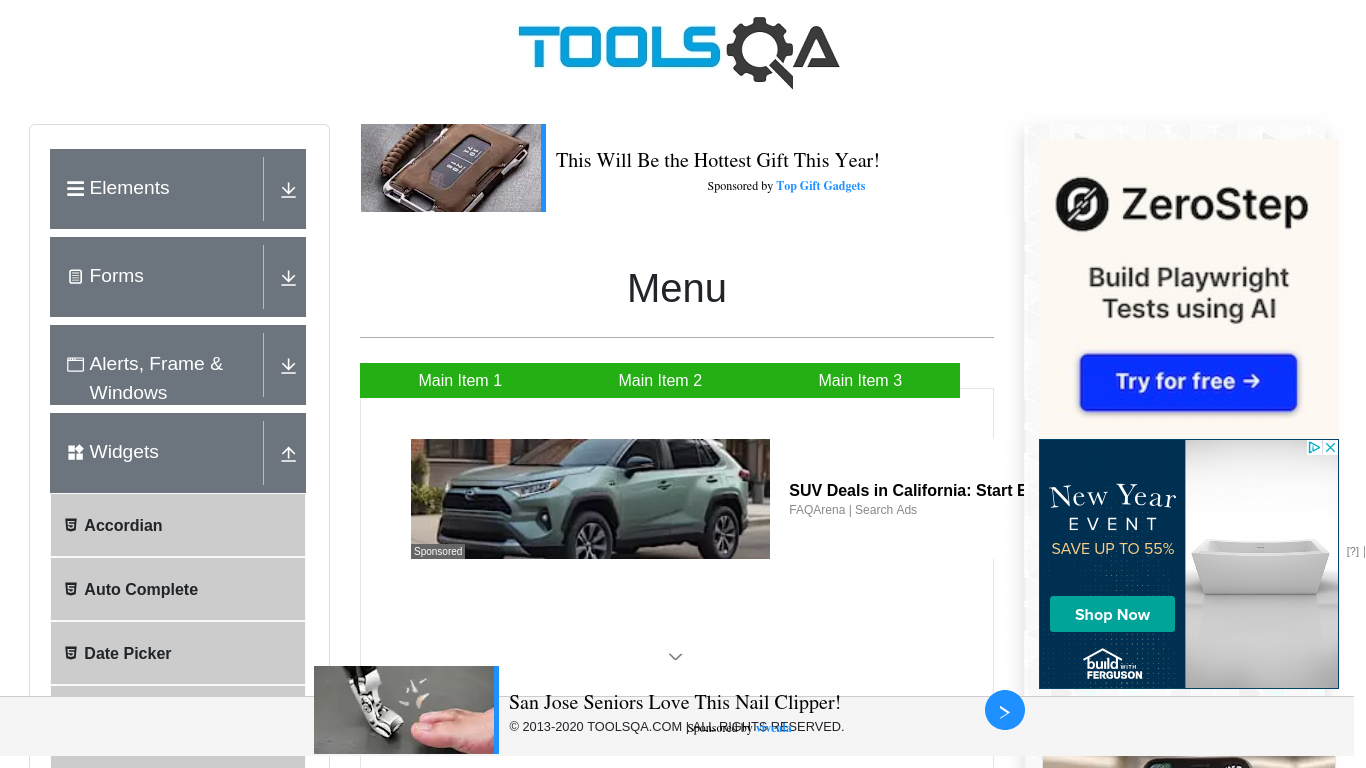 TOOLSQA
Elements
Forms
Alerts, Frame &
Windows
Widgets
Accordian
Auto Complete
Date Picker
This Will Be the Hottest Gift This Year!
Sponsored by Top Gift Gadgets
Menu
Main Item 1
Main Item 2
Main Item 3
Sponsored
SUV Deals in California: Start E
FAQArena | Search Ads
ZeroStep
Build Playwright
Tests using AI
Try for free →
New Year
EVENT
SAVE UP TO 55%
Shop Now
build WITH
FERGUSON
[?]
San Jose Seniors Love This Nail Clipper!
© 2013-2020 TOOLSQA.COM | ALL RIGHTS RESERVED.
Sponsored by